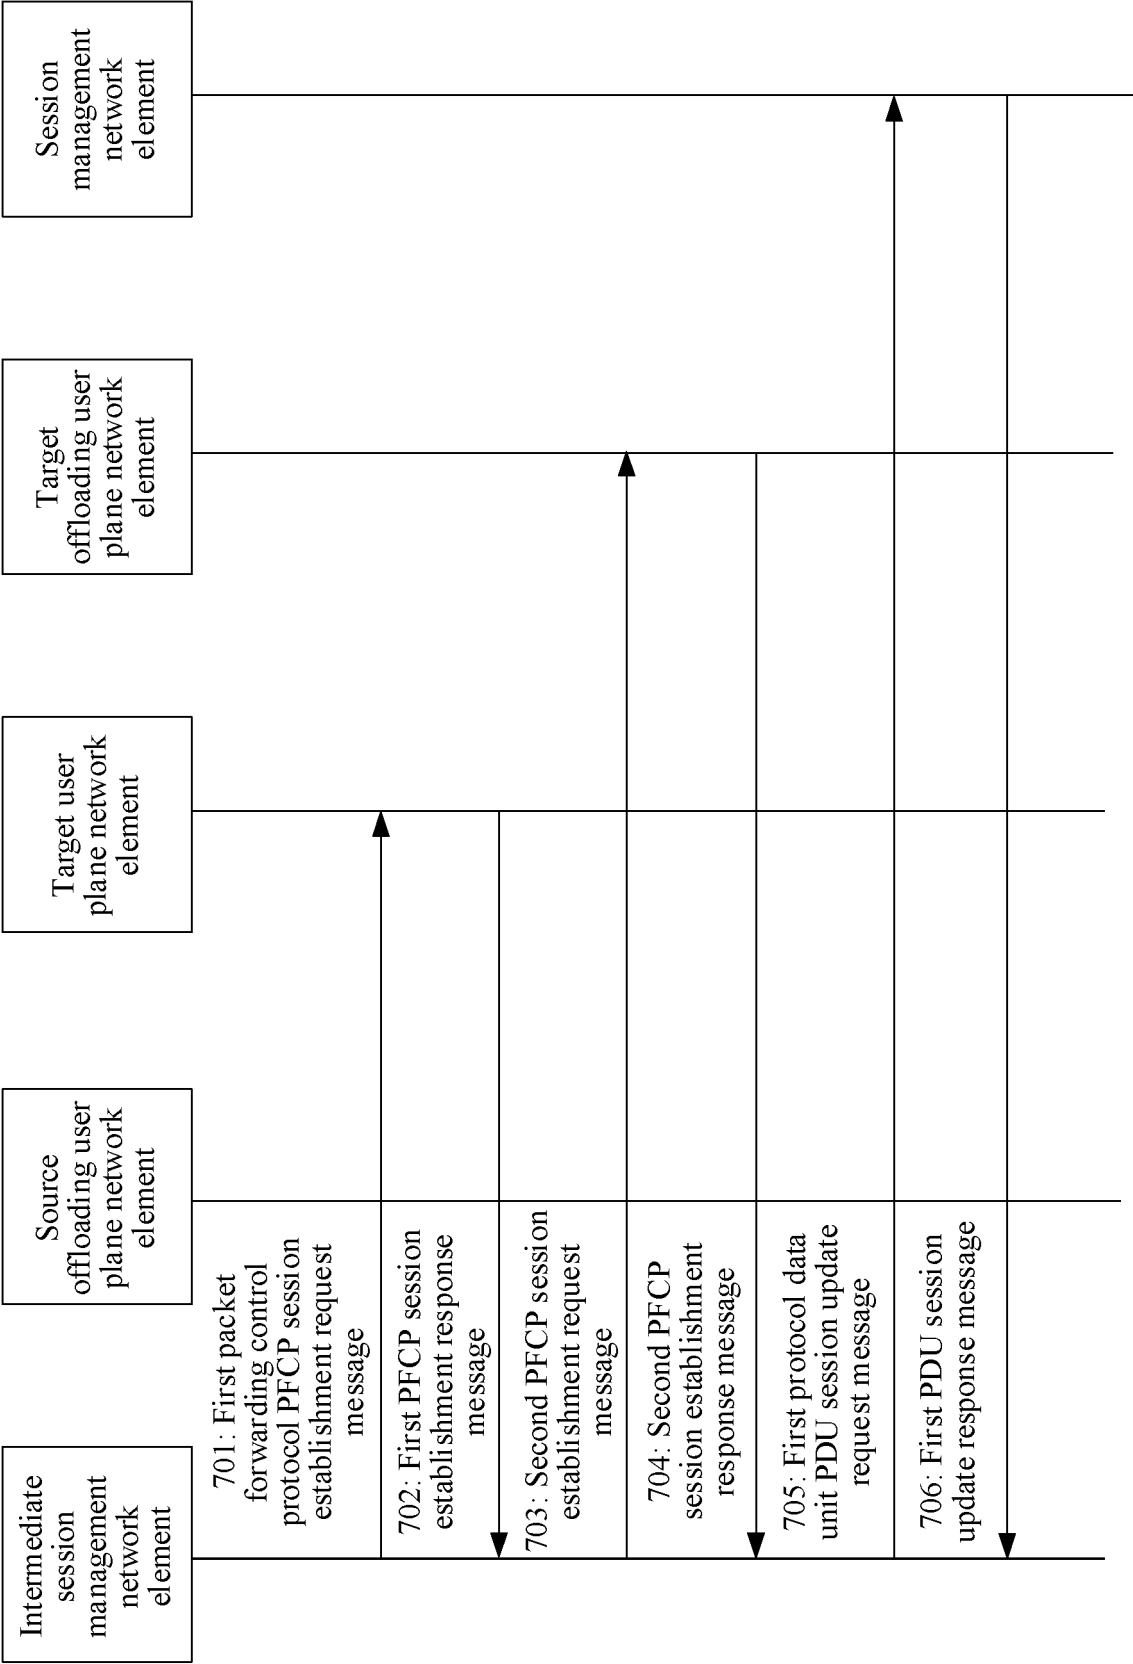 Intermediate
session
management
network
element
Source
offloading user
plane network
element
Target user
plane network
element
Target
offloading user
plane network
element
Session
management
network
element
701: First packet
forwarding control
protocol PFCP session
establishment request
message
702: First PFCP session
establishment response
message
703: Second PFCP session
establishment request
message
704: Second PFCP
session establishment
response message
705: First protocol data
unit PDU session update
request message
706: First PDU session
update response message